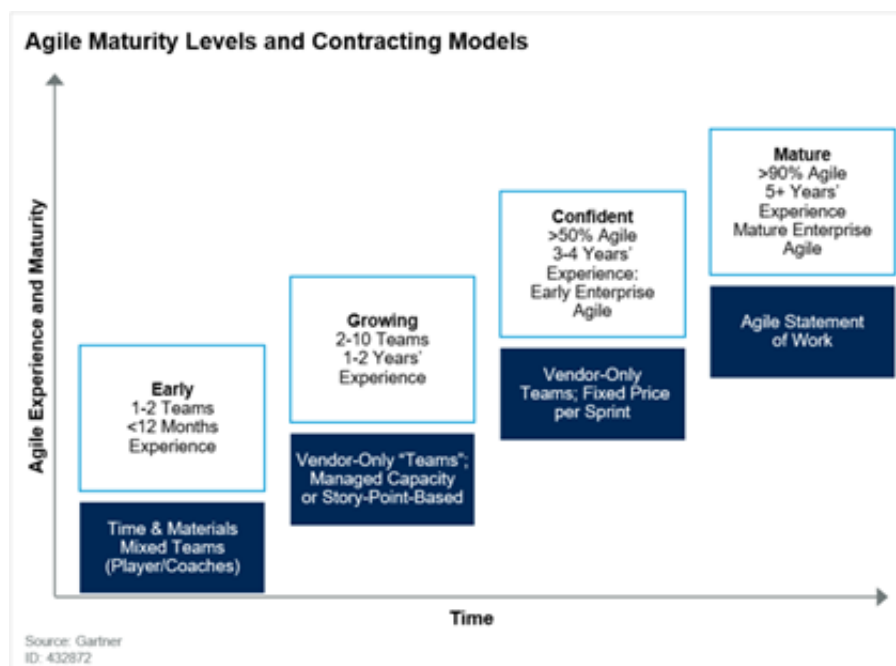 Agile Maturity Levels and Contracting Models
Agile Experience and Maturity
Early
1-2 Teams
<12 Months
Experience
Time & Materials
Mixed Teams
(Player/Coaches)
Growing
2-10 Teams
1-2 Years'
Experience
Vendor-Only "Teams";
Managed Capacity
or Story-Point-Based
Confident
>50% Agile
3-4 Years'
Experience:
Early Enterprise
Agile
Vendor-Only
Teams; Fixed Price
per Sprint
Mature
>90% Agile
5+ Years'
Experience
Mature Enterprise
Agile
Agile Statement
of Work
Time
Source: Gartner
ID: 432872